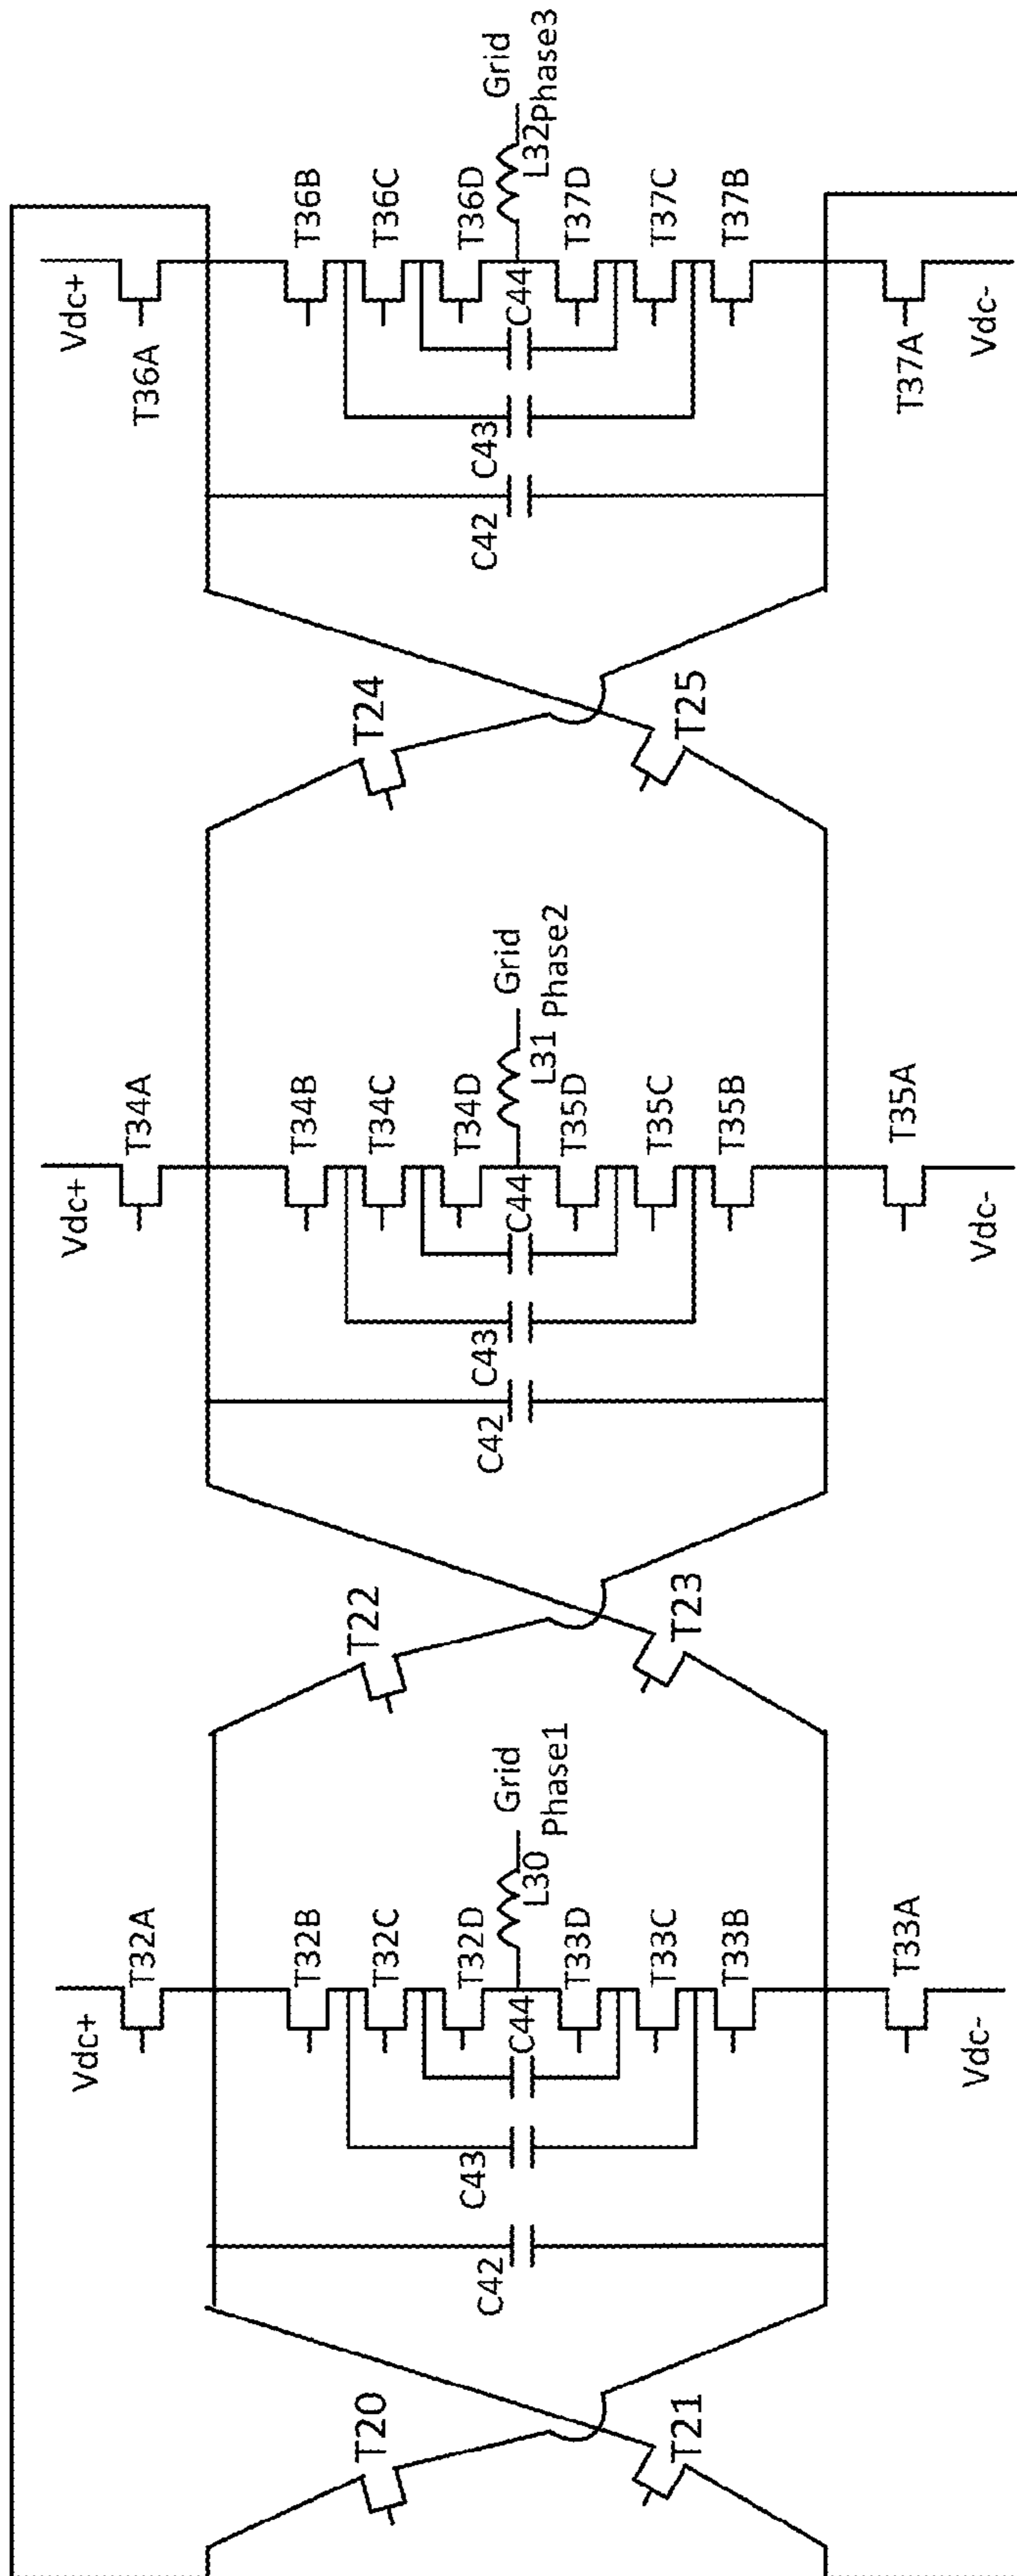 Vdc+
T32A
T32B
T32C
T32D
T33D
T33C
T33B
T33A
Vdc-
C42
C43
C44
L30
Grid
Phase1
T20
T21
T22
T23
Vdc+
T34A
T34B
T34C
T34D
T35D
T35C
T35B
T35A
Vdc-
C42
C43
C44
L31
Grid
Phase2
T24
T25
Vdc+
T36A
T36B
T36C
T36D
T37D
T37C
T37B
T37A
Vdc-
C42
C43
C44
L32
Grid
Phase3